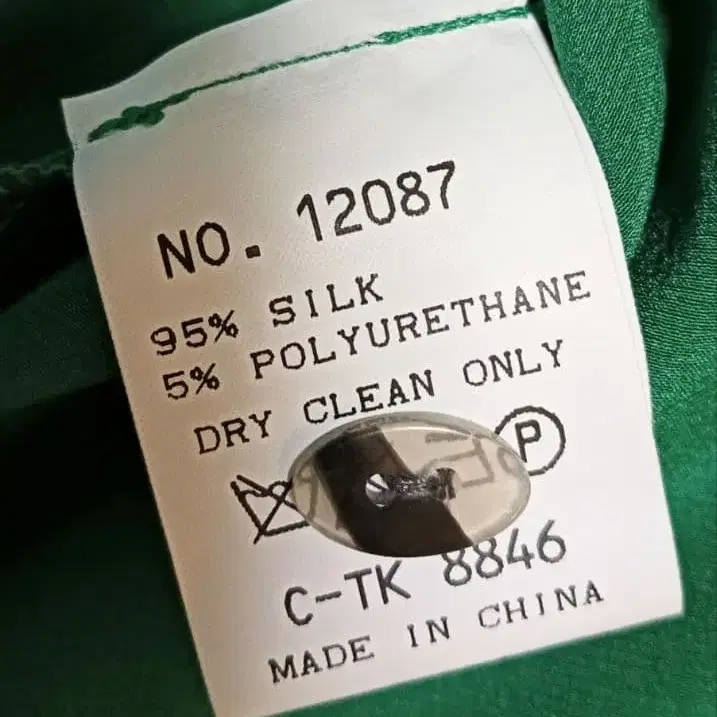 NO. 12087
95% SILK
5% POLYURETHANE
DRY CLEAN ONLY
P
C-TK 8846
MADE IN CHINA